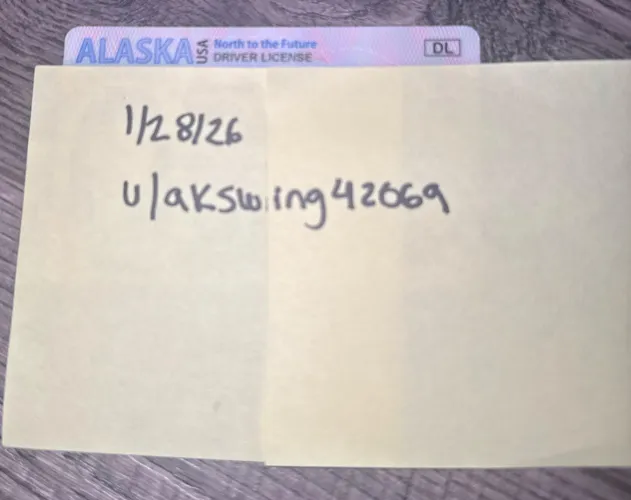 ALASKA USA North to the Future
DRIVER LICENSE DL
1/28/26
u/akswing42069